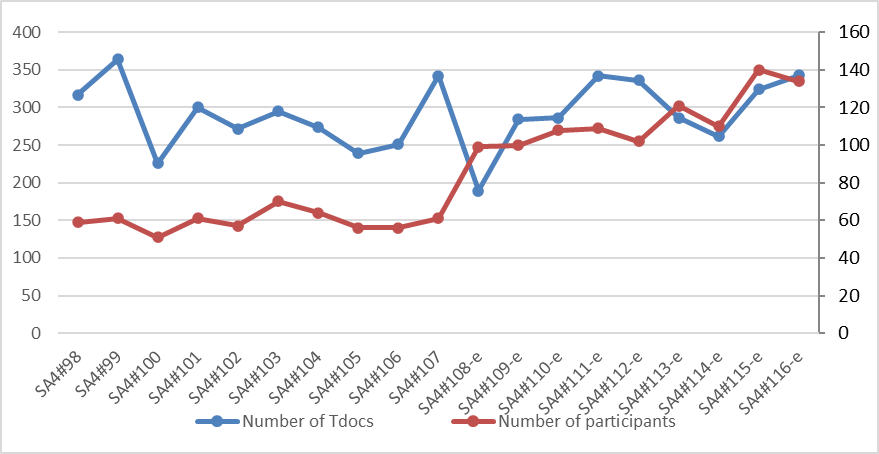 400
350
300
250
200
150
100
50
0
160
140
120
100
80
60
40
20
0
SA4#98
SA4#99
SA4#100
SA4#101
SA4#102
SA4#103
SA4#104
SA4#105
SA4#106
SA4#107
SA4#108-e
SA4#109-e
SA4#110-e
SA4#111-e
SA4#112-e
SA4#113-e
SA4#114-e
SA4#115-e
SA4#116-e
Number of Tdocs
Number of participants